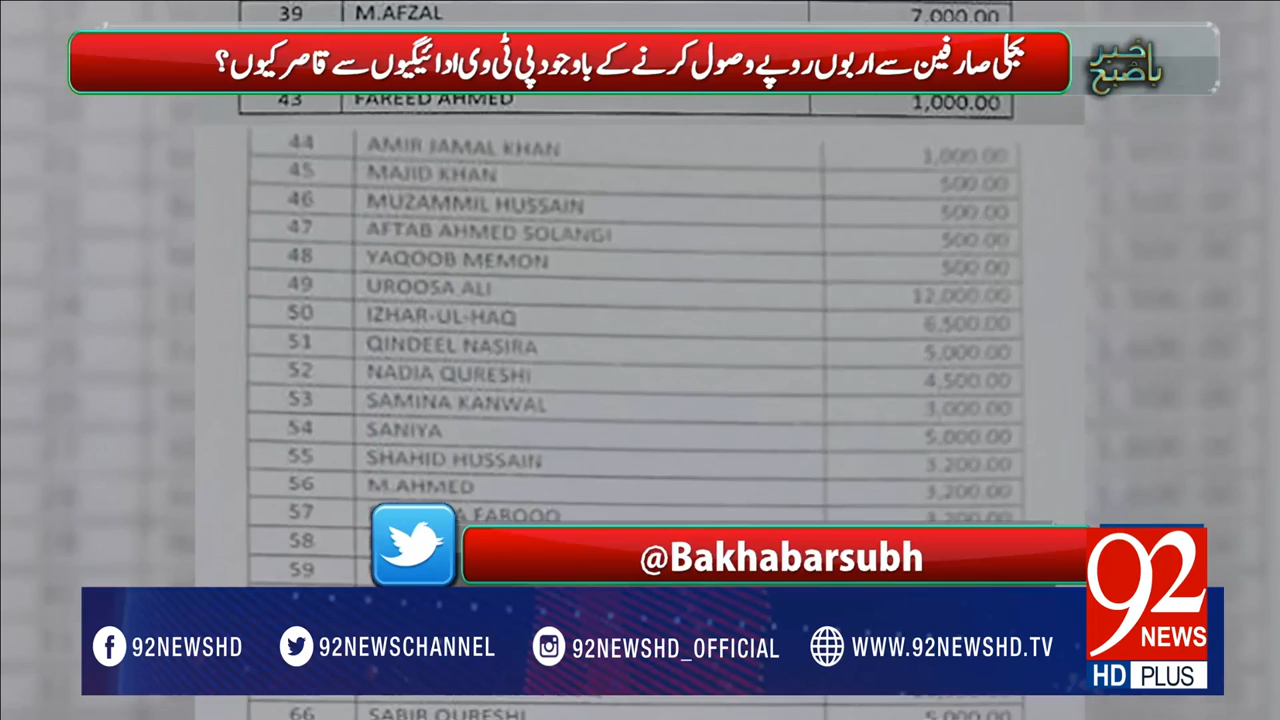 39 M.AFZAL 7,000.00
بجلی صارفین سے اربوں روپے وصول کرنے کے باوجود پی ٹی وی ادائیگیوں سے قاصر کیوں؟
باخبر صبح
43 FAREED AHMED 1,000.00
44 AMIR JAMAL KHAN 1,000.00
45 MAJID KHAN 500.00
46 MUZAMMIL HUSSAIN 500.00
47 AFTAB AHMED SOLANGI 500.00
48 YAQOOB MEMON 500.00
49 UROOSA ALI 12,000.00
50 IZHAR-UL-HAQ 6,500.00
51 QINDEEL NASIRA 5,000.00
52 NADIA QURESHI 4,500.00
53 SAMINA KANWAL 3,000.00
54 SANIYA 5,000.00
55 SHAHID HUSSAIN 3,200.00
56 M.AHMED 3,200.00
57 FAROOQ 3,200.00
58
59
@Bakhabarsubh
92 NEWS HD PLUS
92NEWSHD 92NEWSCHANNEL 92NEWSHD_OFFICIAL WWW.92NEWSHD.TV
66 SABIR QURESHI 5,000.00